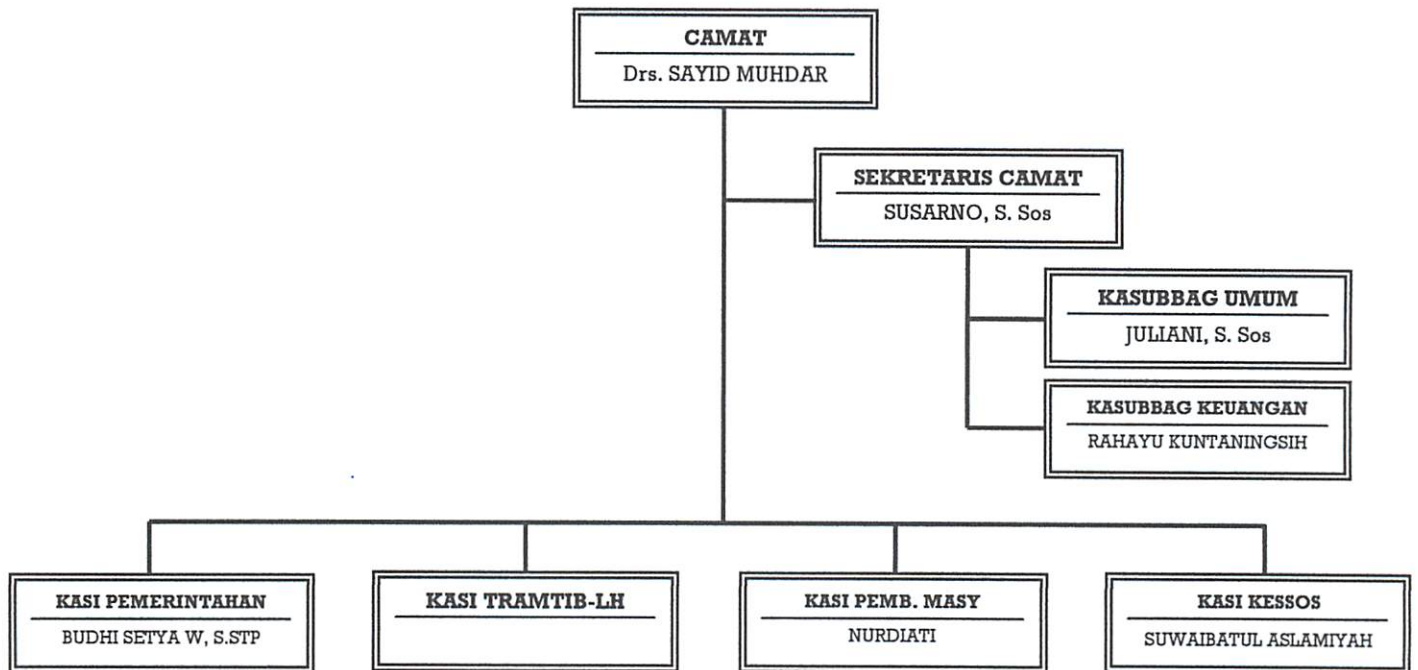 CAMAT
Drs. SAYID MUHDAR
SEKRETARIS CAMAT
SUSARNO, S. Sos
KASUBBAG UMUM
JULIANI, S. Sos
KASUBBAG KEUANGAN
RAHAYU KUNTANINGSIH
KASI PEMERINTAHAN
BUDHI SETYA W, S.STP
KASI TRAMTIB-LH
KASI PEMB. MASY
NURDIATI
KASI KESSOS
SUWAIBATUL ASLAMIYAH